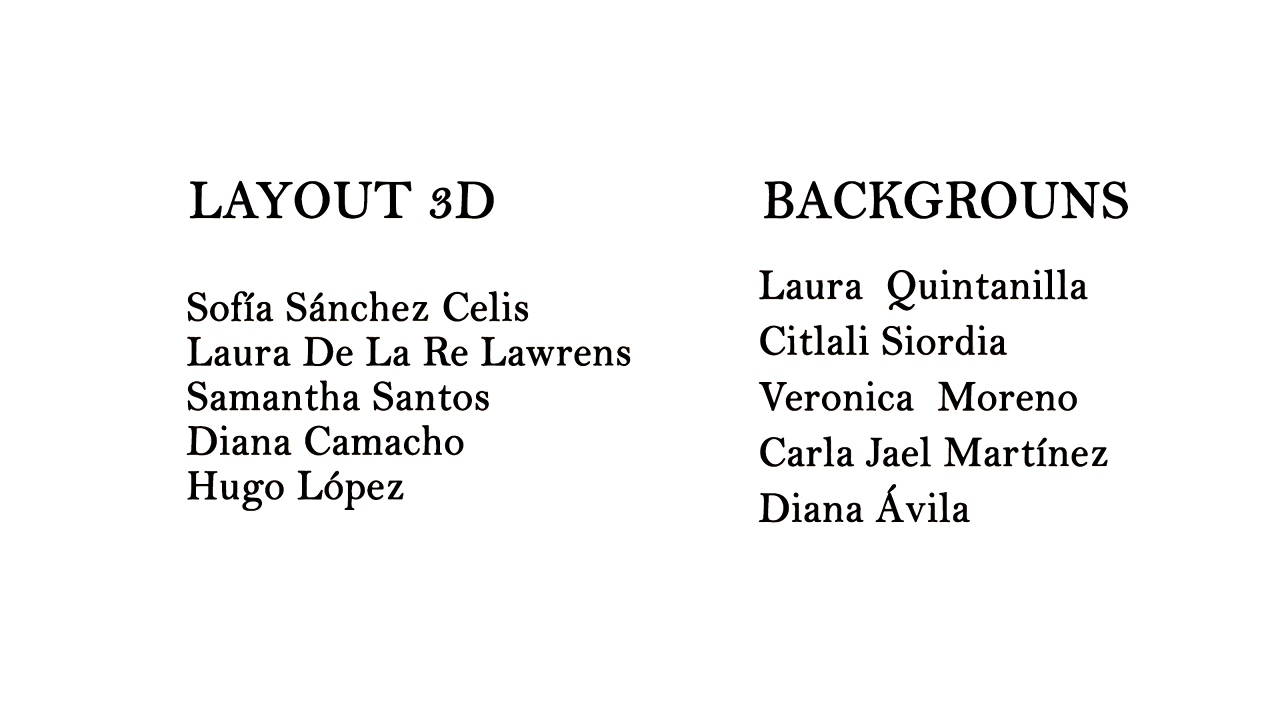 LAYOUT 3D
Sofía Sánchez Celis
Laura De La Re Lawrens
Samantha Santos
Diana Camacho
Hugo López
BACKGROUNS
Laura  Quintanilla
Citlali Siordia
Veronica  Moreno
Carla Jael Martínez
Diana Ávila